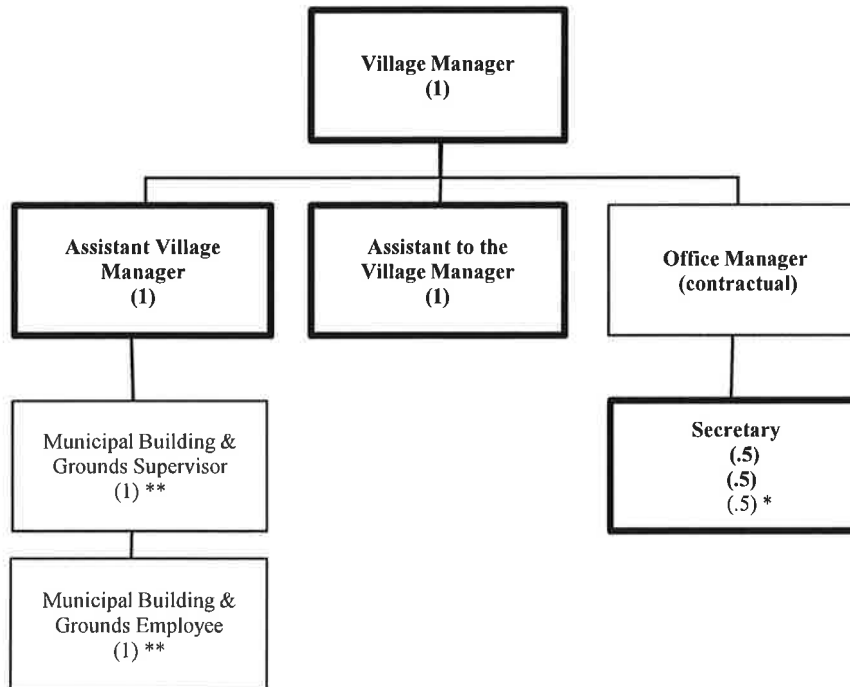 Village Manager
(1)
Assistant Village
Manager
(1)
Assistant to the
Village Manager
(1)
Office Manager
(contractual)
Municipal Building &
Grounds Supervisor
(1) **
Secretary
(.5)
(.5)
(.5) *
Municipal Building &
Grounds Employee
(1) **